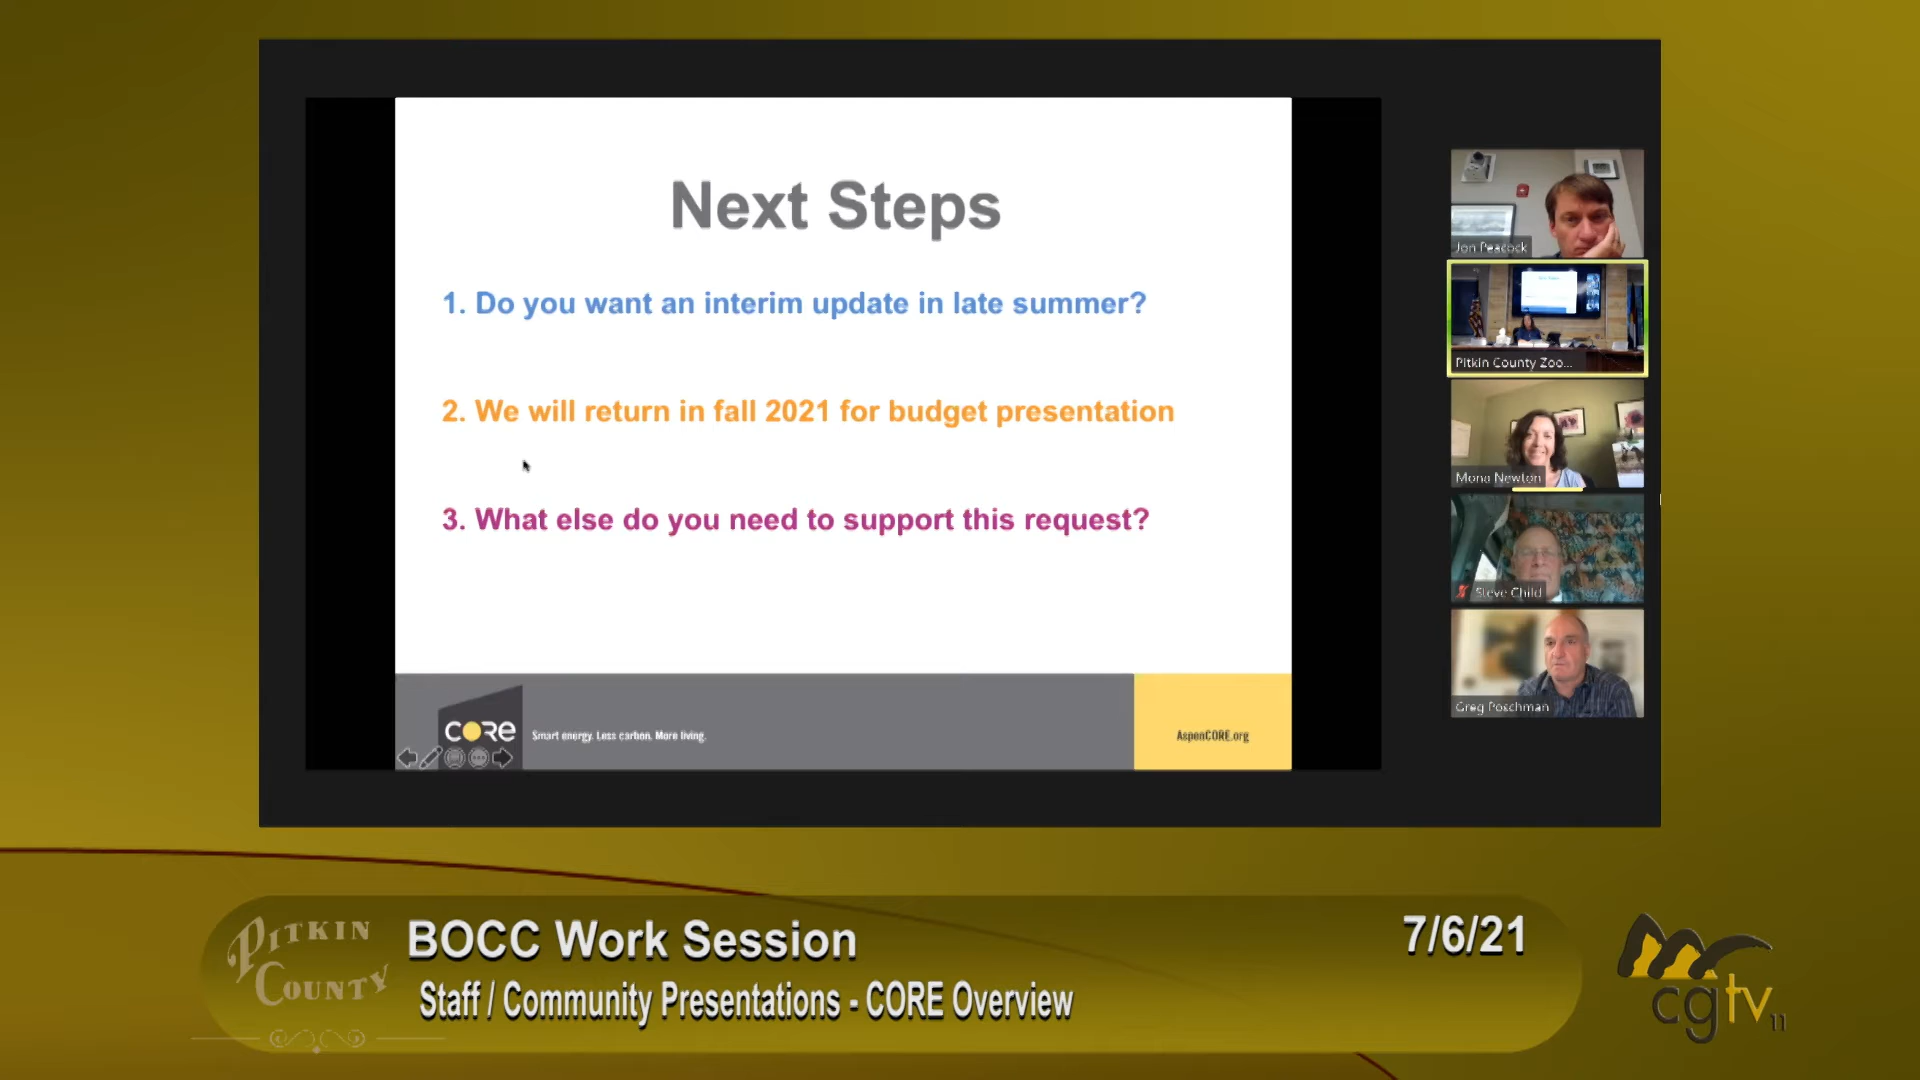 Next Steps
1. Do you want an interim update in late summer?
2. We will return in fall 2021 for budget presentation
3. What else do you need to support this request?
CORE
Smart energy. Less carbon. More living.
AspenCORE.org
Jon Peacock
Pitkin County Zoo...
Mona Newton
Steve Child
Greg Poschman
PITKIN
COUNTY
BOCC Work Session
7/6/21
Staff / Community Presentations - CORE Overview
cgtv11